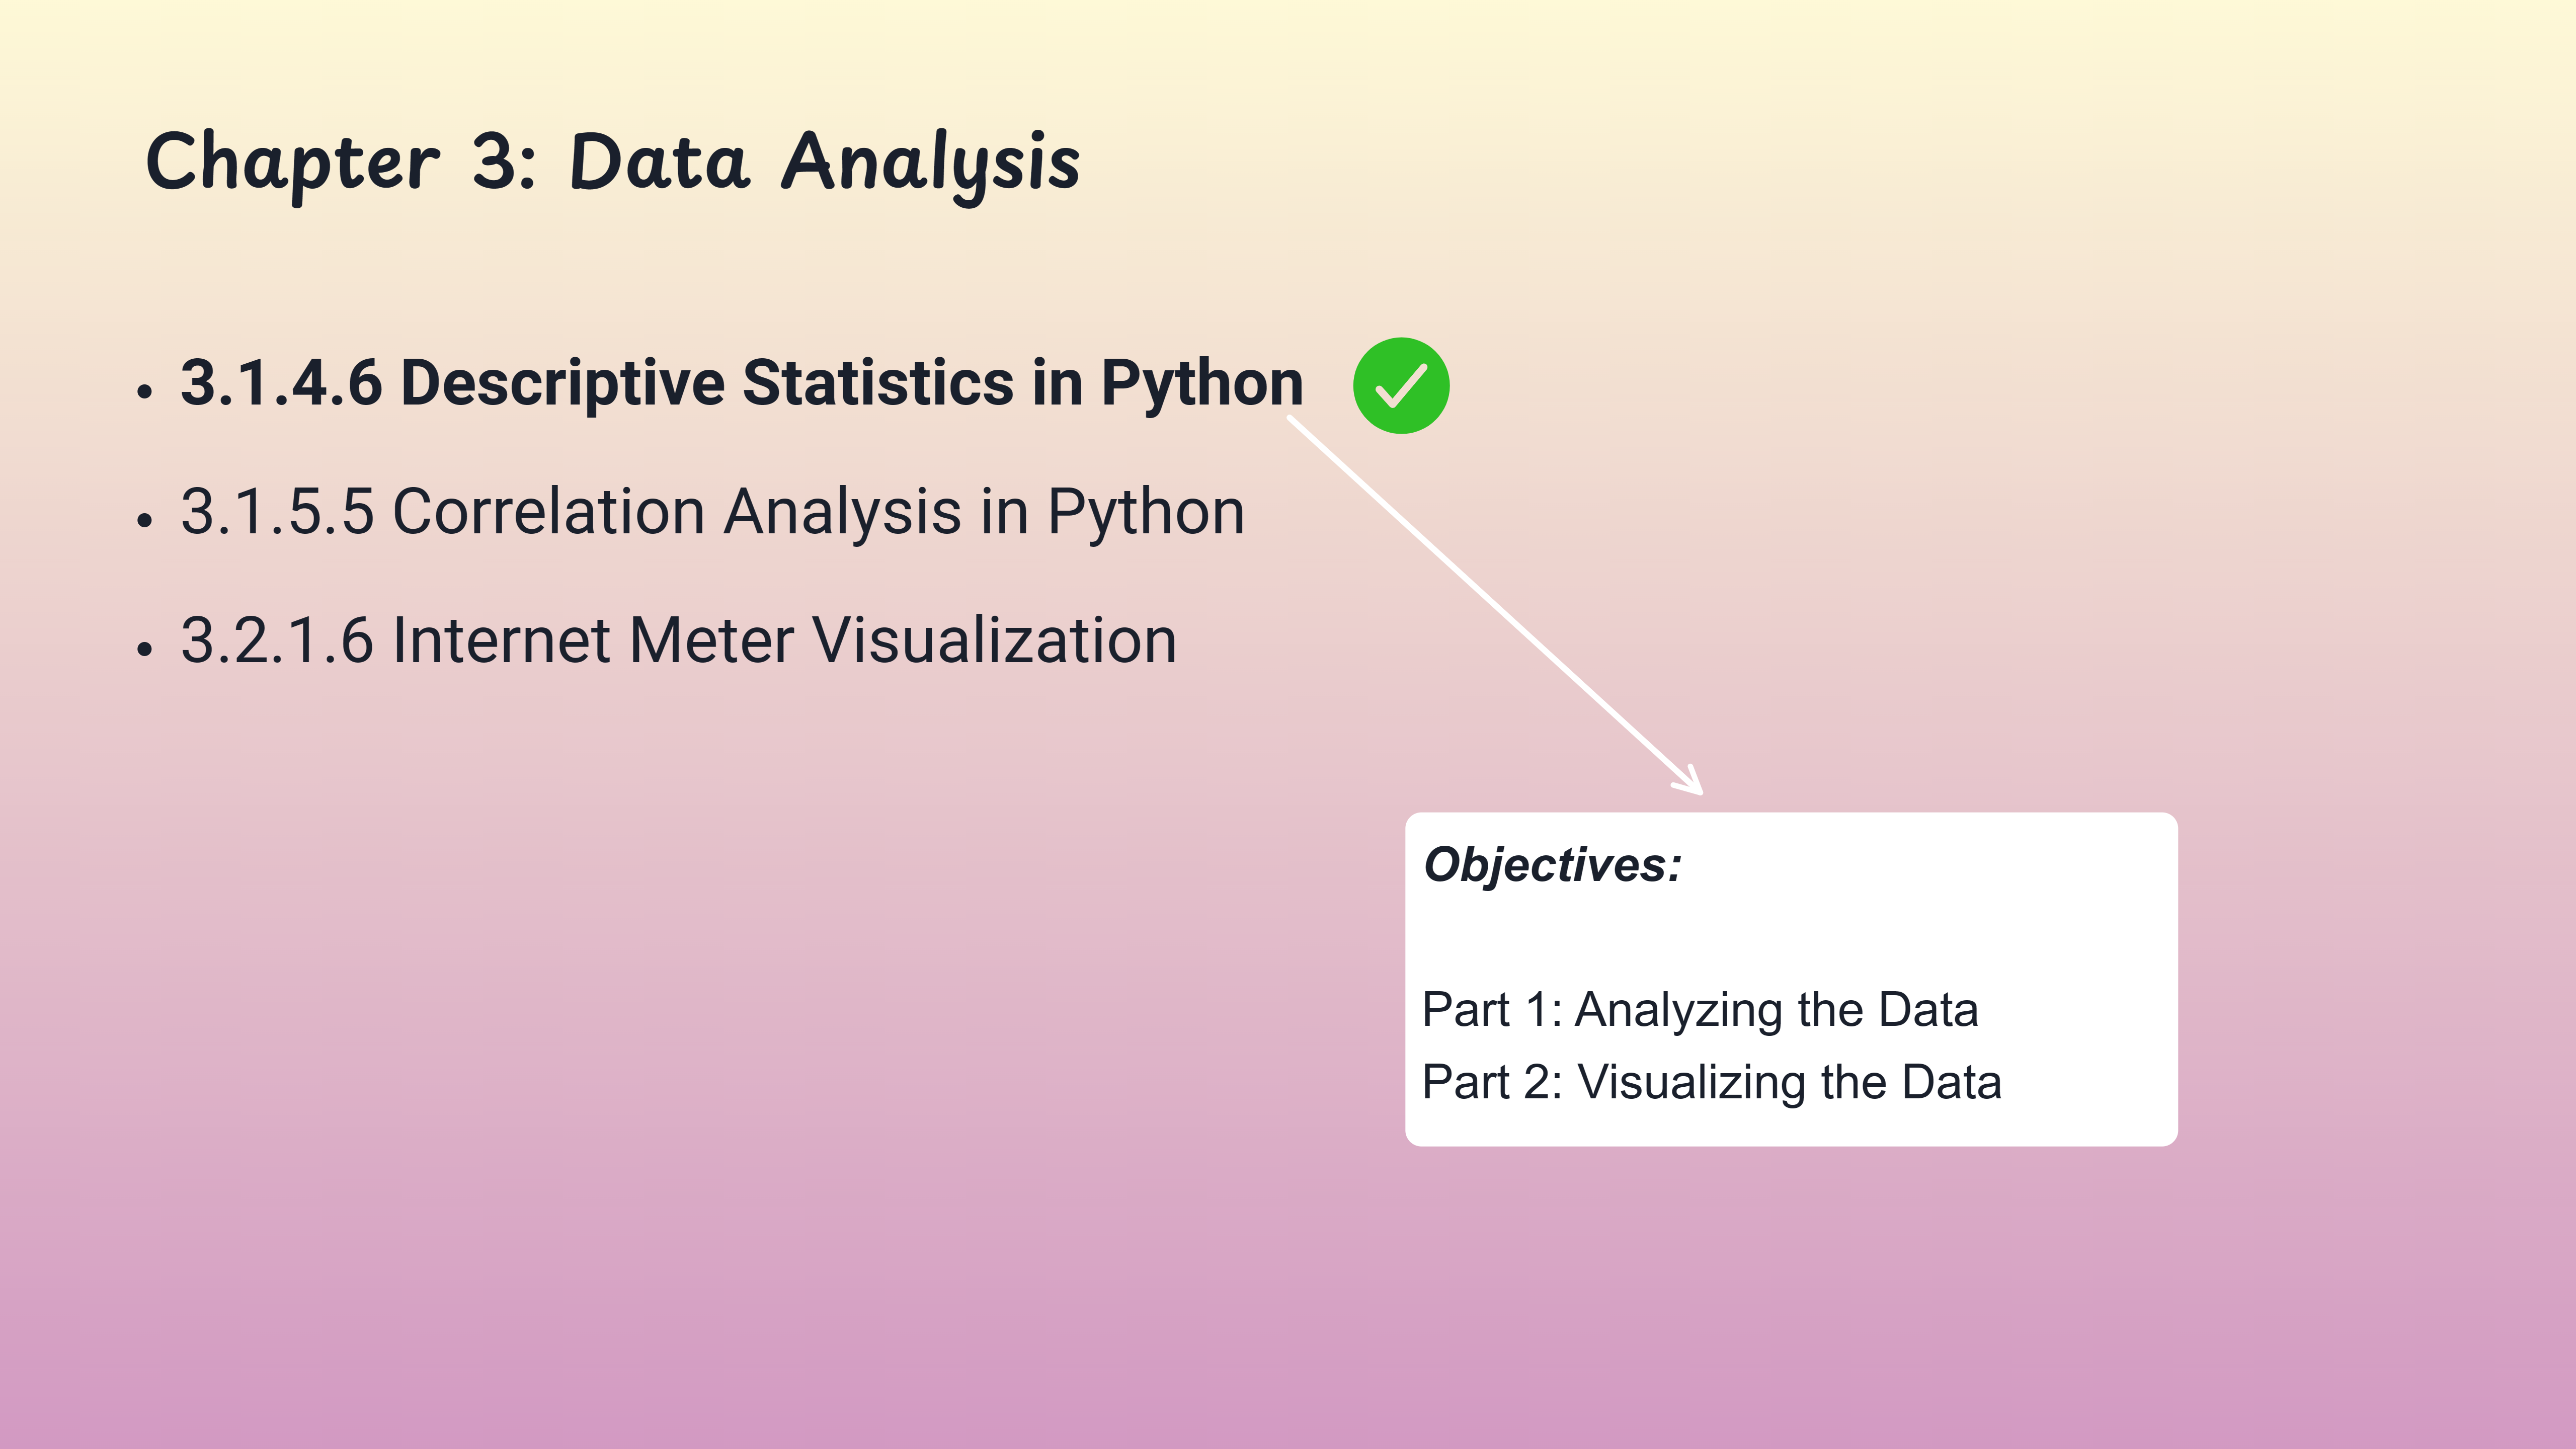 Chapter 3: Data Analysis
• 3.1.4.6 Descriptive Statistics in Python
• 3.1.5.5 Correlation Analysis in Python
• 3.2.1.6 Internet Meter Visualization
Objectives:
Part 1: Analyzing the Data
Part 2: Visualizing the Data